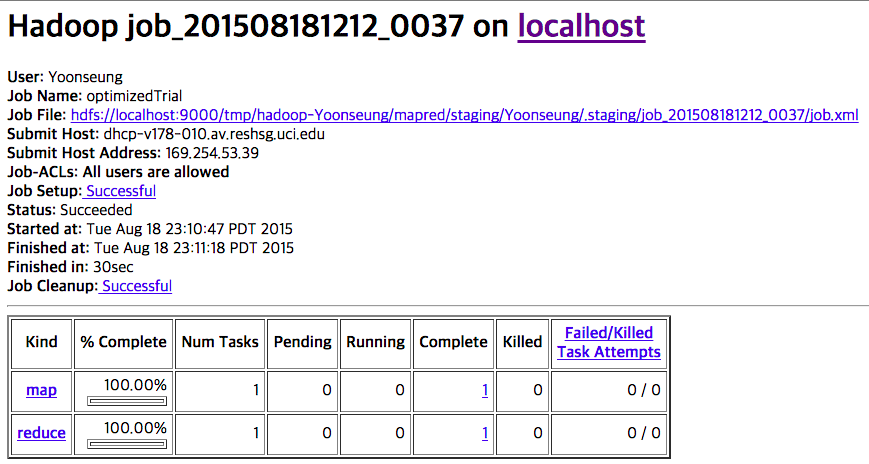 Hadoop job_201508181212_0037 on localhost
User: Yoonseung
Job Name: optimizedTrial
Job File: hdfs://localhost:9000/tmp/hadoop-Yoonseung/mapred/staging/Yoonseung/.staging/job_201508181212_0037/job.xml
Submit Host: dhcp-v178-010.av.reshsg.uci.edu
Submit Host Address: 169.254.53.39
Job-ACLs: All users are allowed
Job Setup: Successful
Status: Succeeded
Started at: Tue Aug 18 23:10:47 PDT 2015
Finished at: Tue Aug 18 23:11:18 PDT 2015
Finished in: 30sec
Job Cleanup: Successful
Kind % Complete Num Tasks Pending Running Complete Killed Failed/Killed
Task Attempts
map 100.00% 1 0 0 1 0 0 / 0
reduce 100.00% 1 0 0 1 0 0 / 0